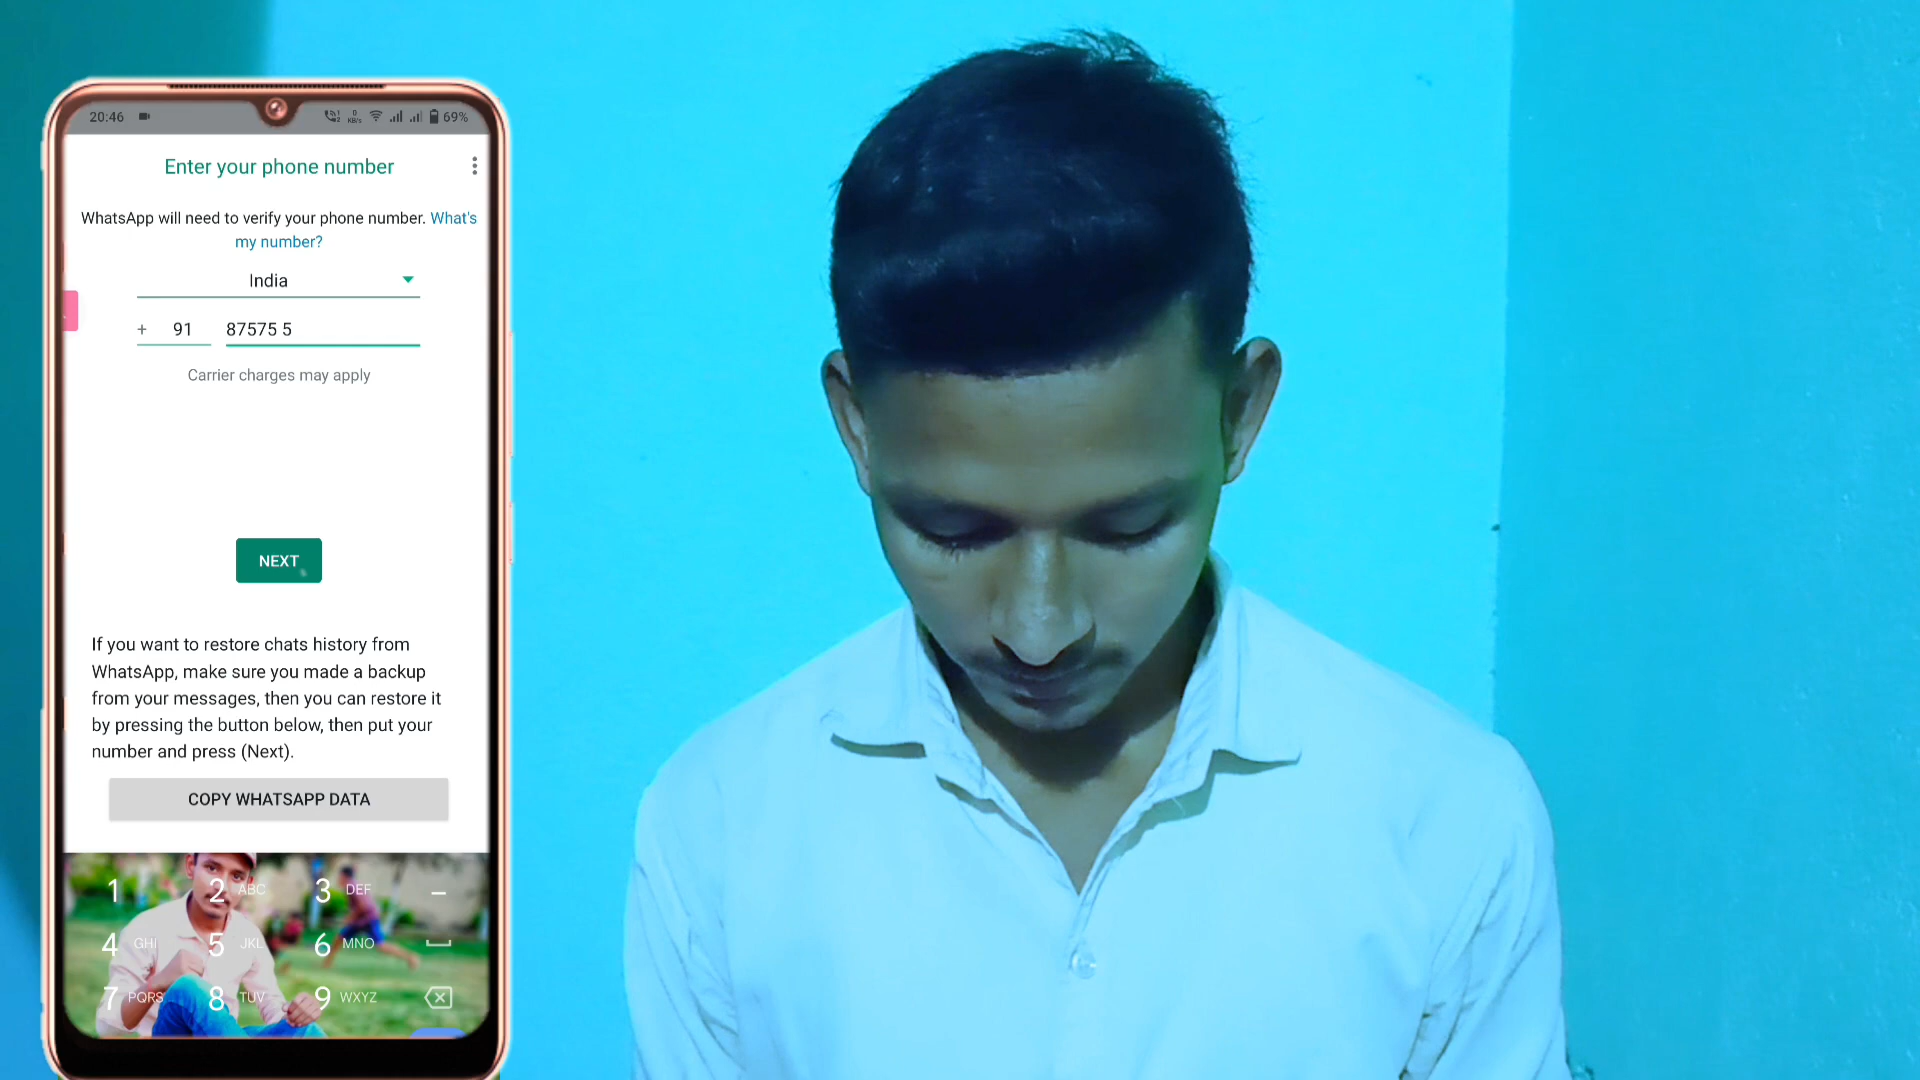 20:46 0 KB/s 69%
Enter your phone number
WhatsApp will need to verify your phone number. What's
my number?
India
+ 91 87575 5
Carrier charges may apply
NEXT
If you want to restore chats history from
WhatsApp, make sure you made a backup
from your messages, then you can restore it
by pressing the button below, then put your
number and press (Next).
COPY WHATSAPP DATA
1 2 ABC 3 DEF –
4 GHI 5 JKL 6 MNO
7 PQRS 8 TUV 9 WXYZ